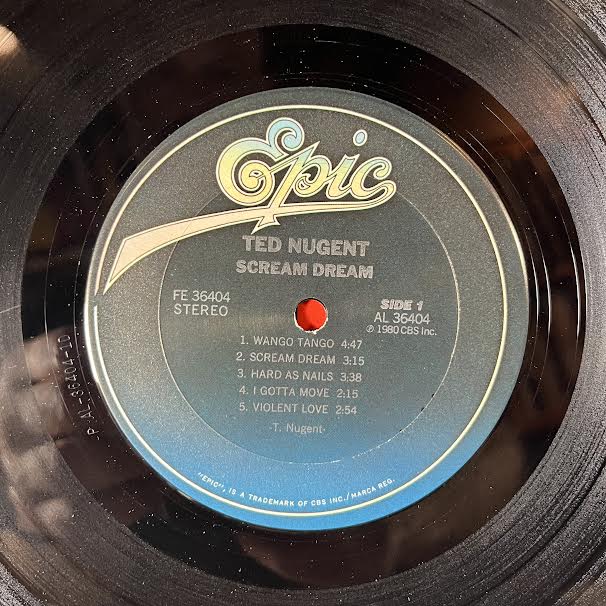 Epic
TED NUGENT
SCREAM DREAM
FE 36404
STEREO
SIDE 1
AL 36404
℗ 1980 CBS Inc.
1. WANGO TANGO 4:47
2. SCREAM DREAM 3:15
3. HARD AS NAILS 3:38
4. I GOTTA MOVE 2:15
5. VIOLENT LOVE 2:54
-T. Nugent-
"EPIC", IS A TRADEMARK OF CBS INC./MARCA REG.
P AL-36404-1D